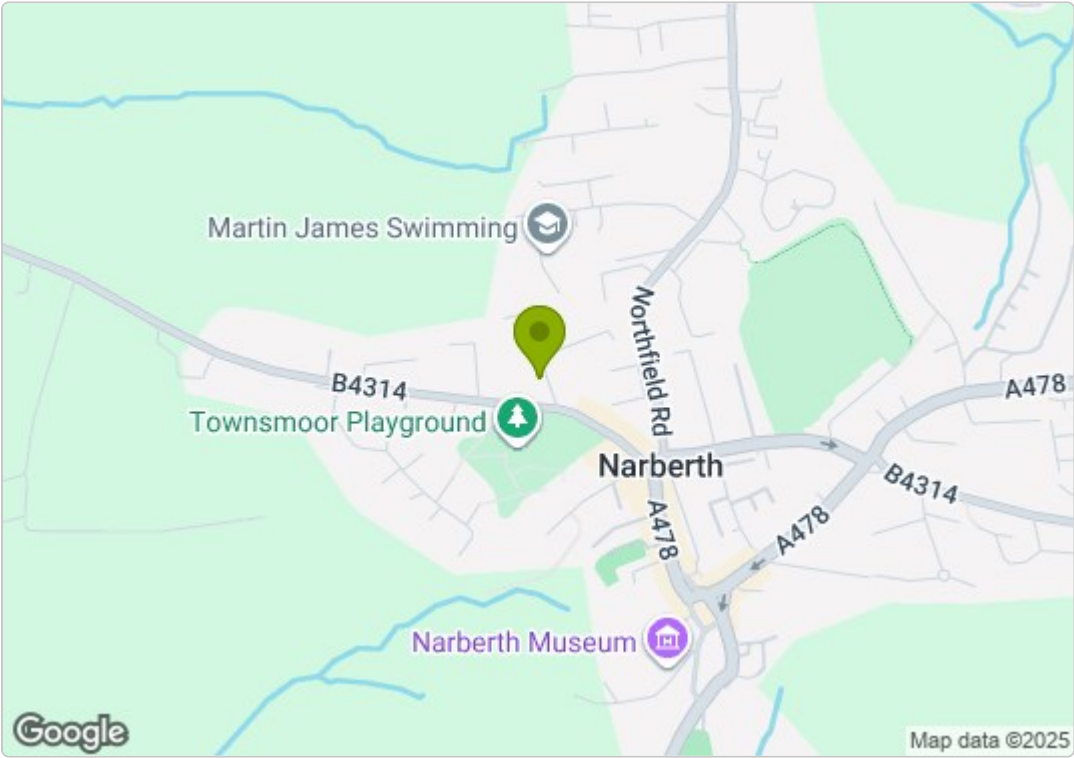 Martin James Swimming
Northfield Rd
B4314
A478
Townsmoor Playground
Narberth
B4314
A478
A478
Narberth Museum
Google
Map data ©2025